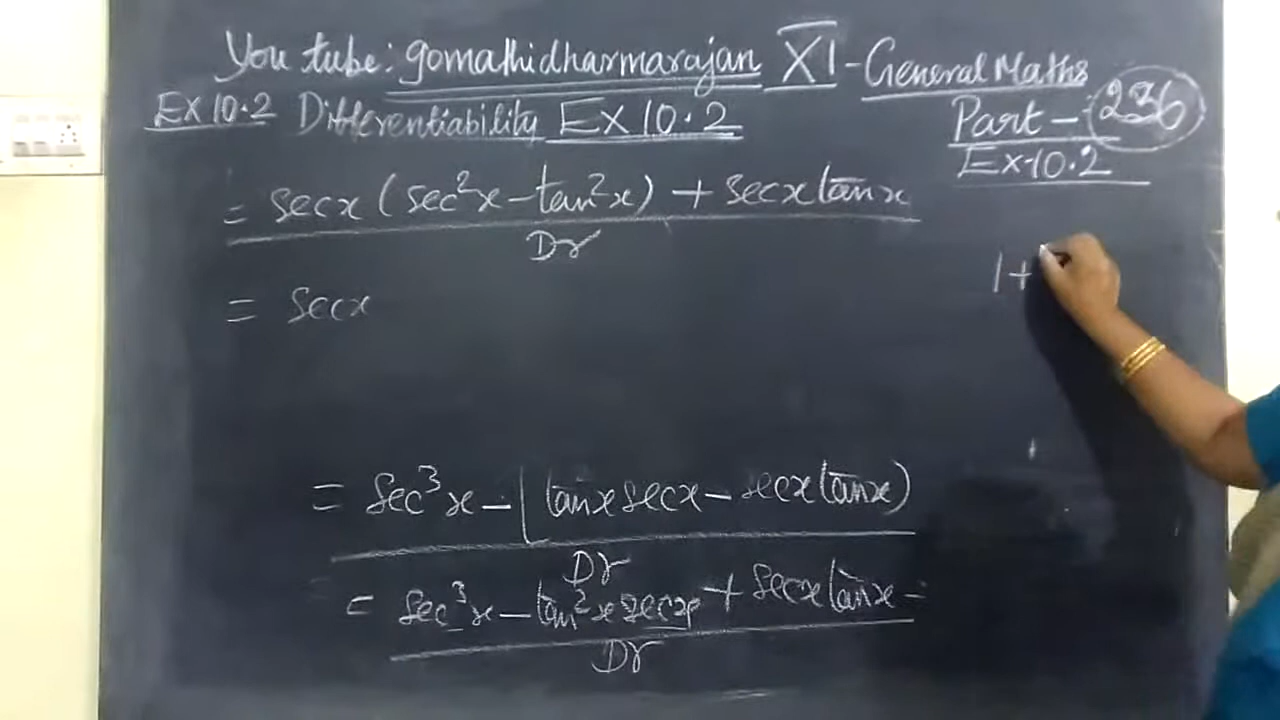 You tube: gomathidharmarajan XI - General Maths
Ex 10.2 Differentiability Ex 10.2 Part - 236
Ex-10.2
= secx (sec²x - tan²x) + secx tanx
Dr
= secx
1+
= sec³x - [tanx secx - secx tanx)
Dr
= sec³x - tan²x secx + secx tanx -
Dr